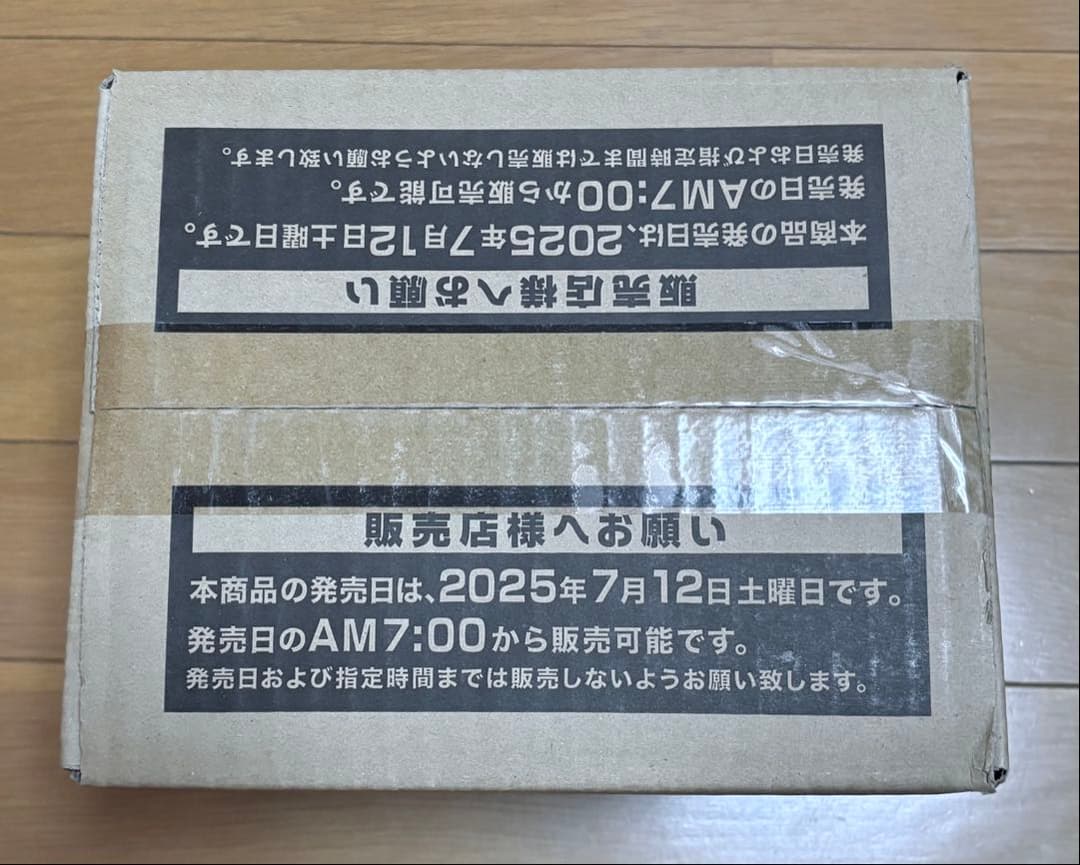 販売店様へお願い
本商品の発売日は、2025年7月12日土曜日です。
発売日のAM7:00から販売可能です。
発売日および指定時間までは販売しないようお願い致します。
販売店様へお願い
本商品の発売日は、2025年7月12日土曜日です。
発売日のAM7:00から販売可能です。
発売日および指定時間までは販売しないようお願い致します。